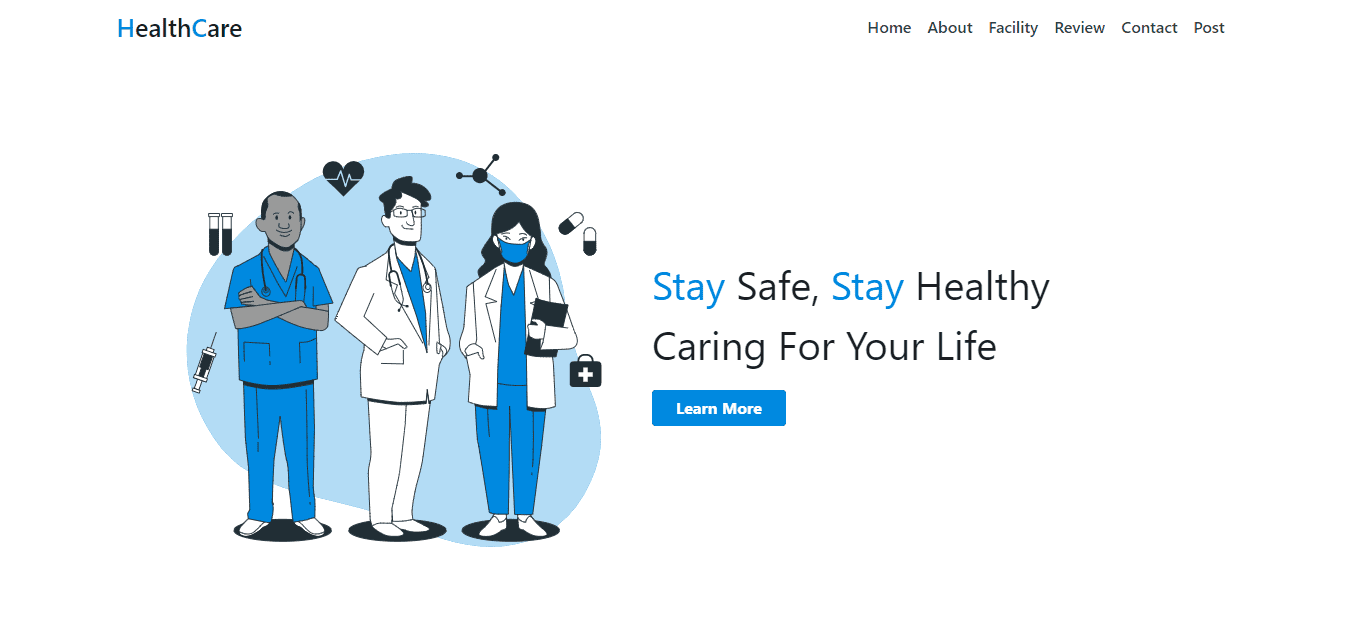 HealthCare
Home About Facility Review Contact Post
Stay Safe, Stay Healthy
Caring For Your Life
Learn More